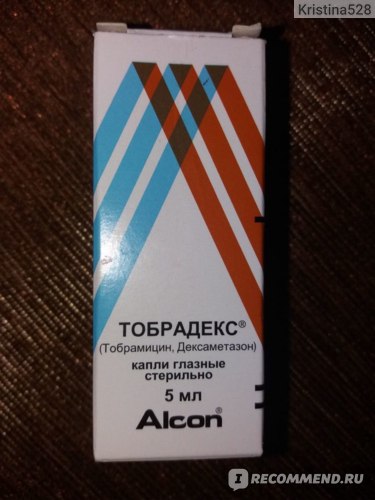 Kristina528
ТОБРАДЕКС®
(Тобрамицин, Дексаметазон)
капли глазные
стерильно
5 мл
Alcon®
IRECOMMEND.RU